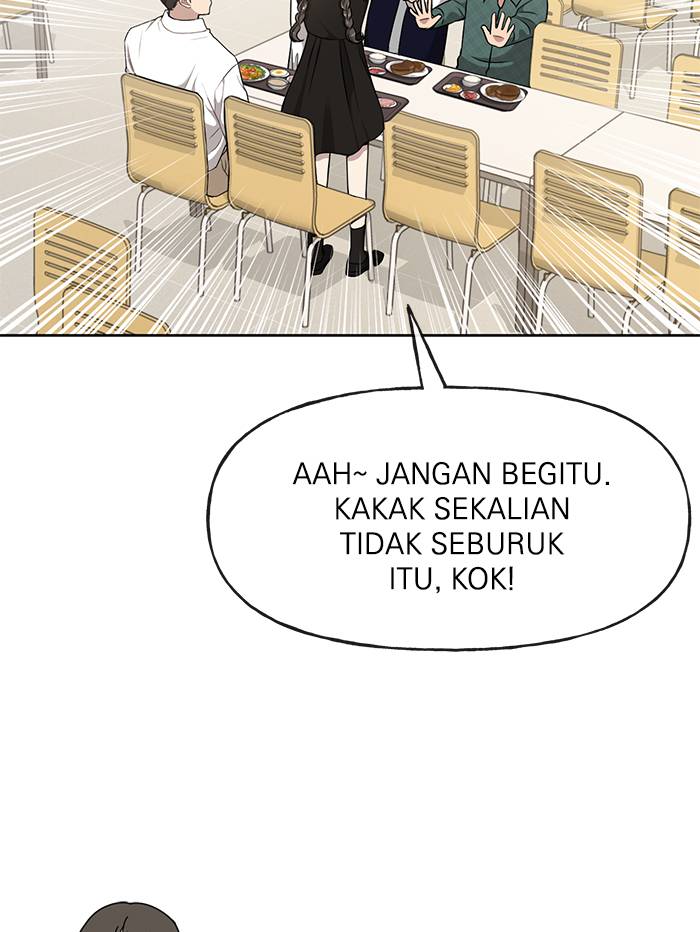 AAH~ JANGAN BEGITU.
KAKAK SEKALIAN
TIDAK SEBURUK
ITU, KOK!